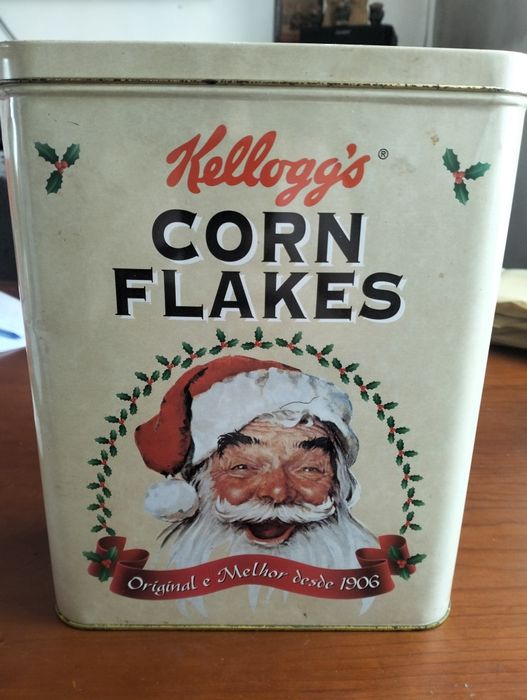 Kellogg's®
CORN
FLAKES
Original e Melhor desde 1906